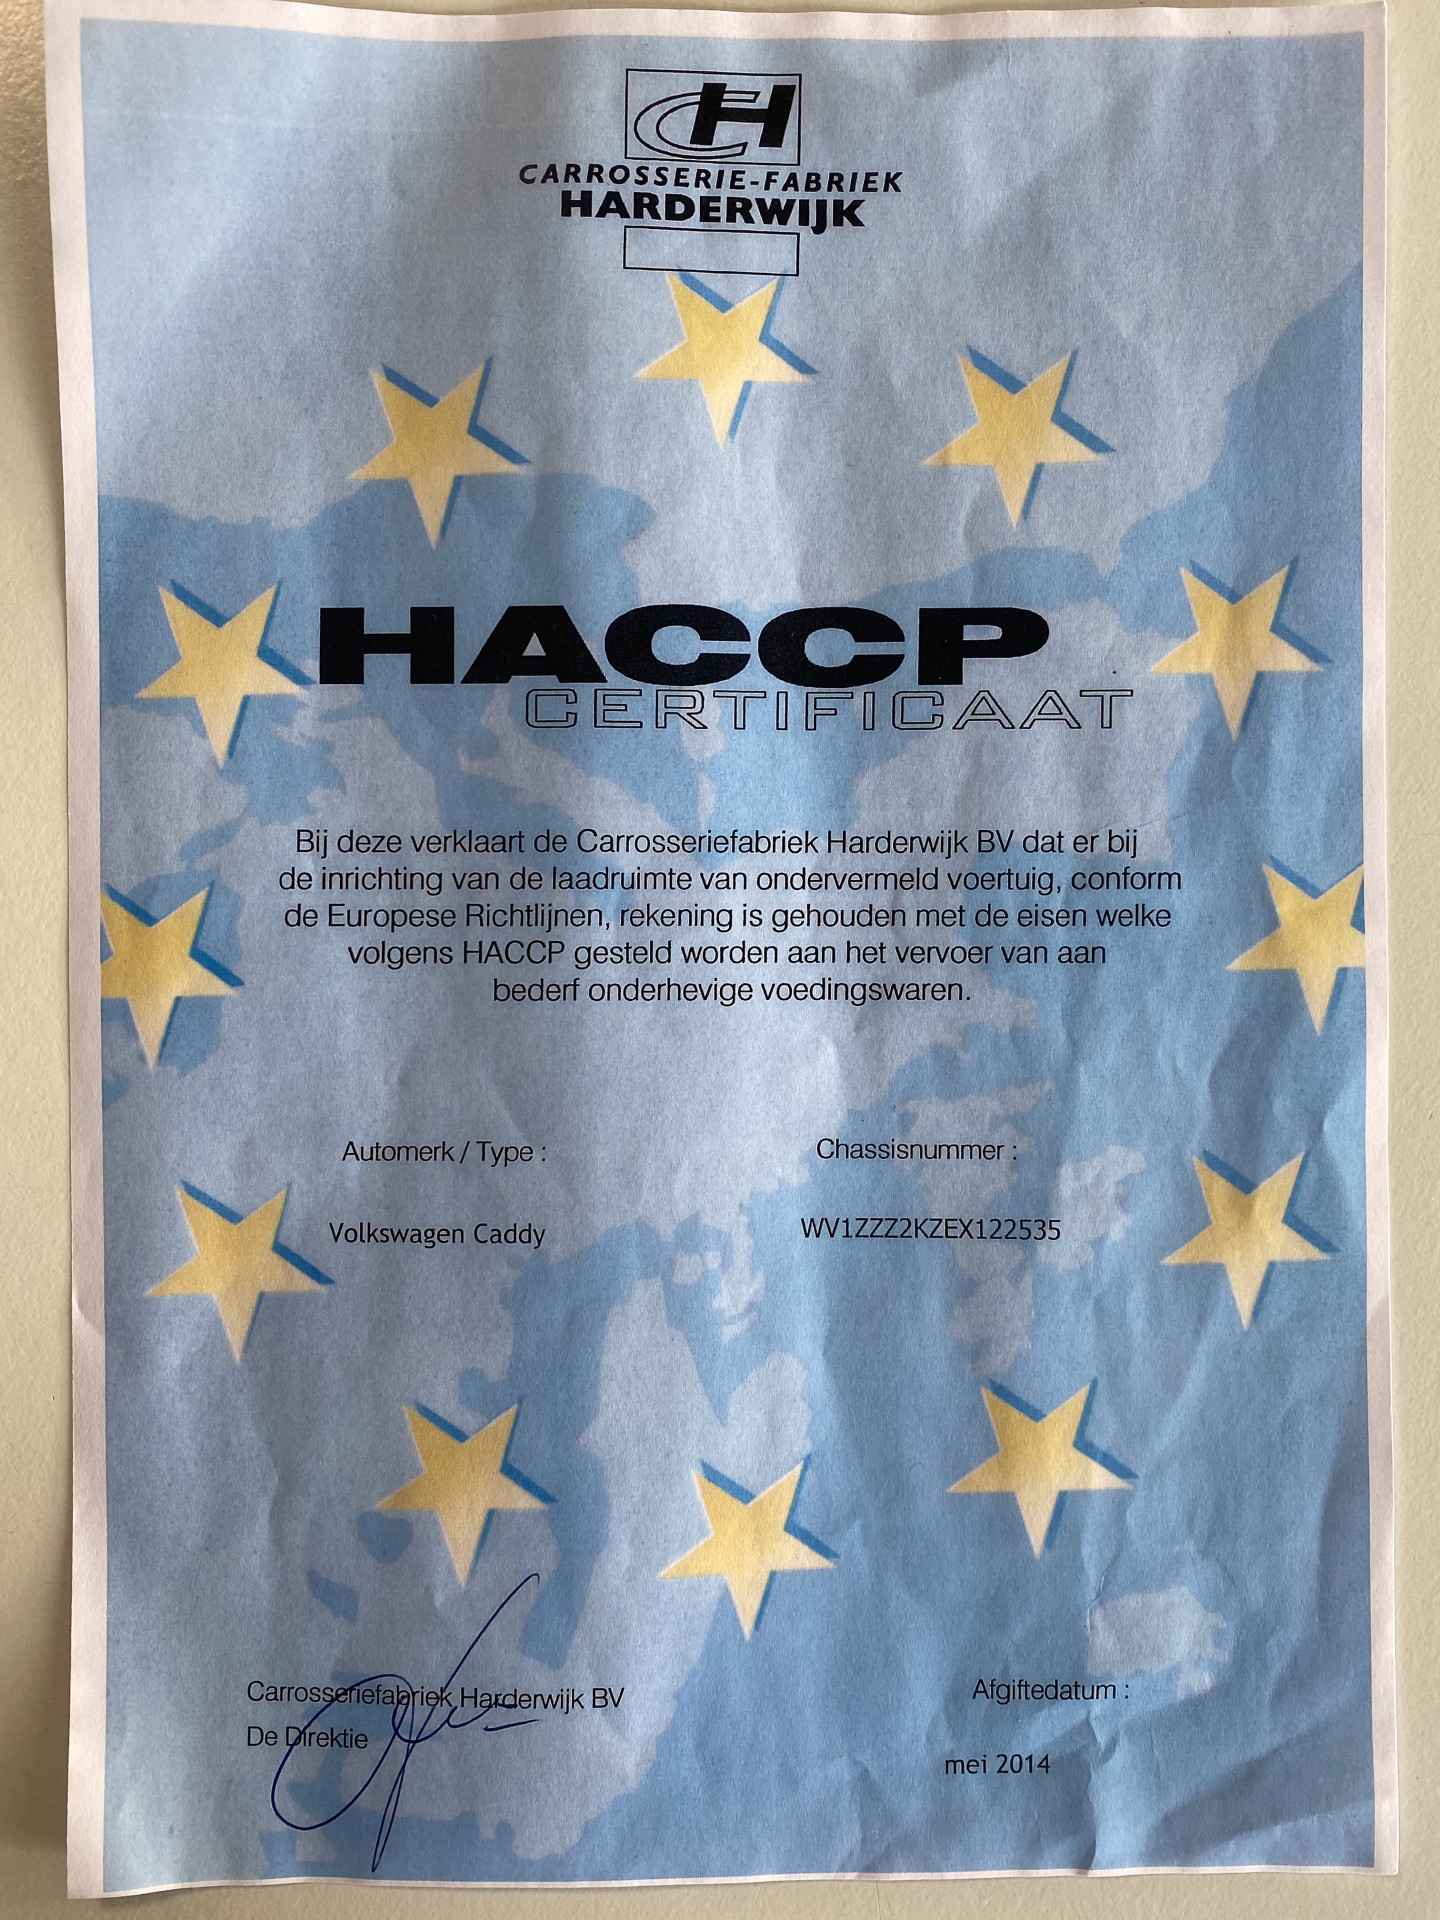 CH
CARROSSERIE-FABRIEK
HARDERWIJK
HACCP
CERTIFICAAT
Bij deze verklaart de Carrosseriefabriek Harderwijk BV dat er bij
de inrichting van de laadruimte van ondervermeld voertuig, conform
de Europese Richtlijnen, rekening is gehouden met de eisen welke
volgens HACCP gesteld worden aan het vervoer van aan
bederf onderhevige voedingswaren.
Automerk / Type :
Chassisnummer :
Volkswagen Caddy
WV1ZZZ2KZEX122535
Carrosseriefabriek Harderwijk BV
De Direktie
Afgiftedatum :
mei 2014